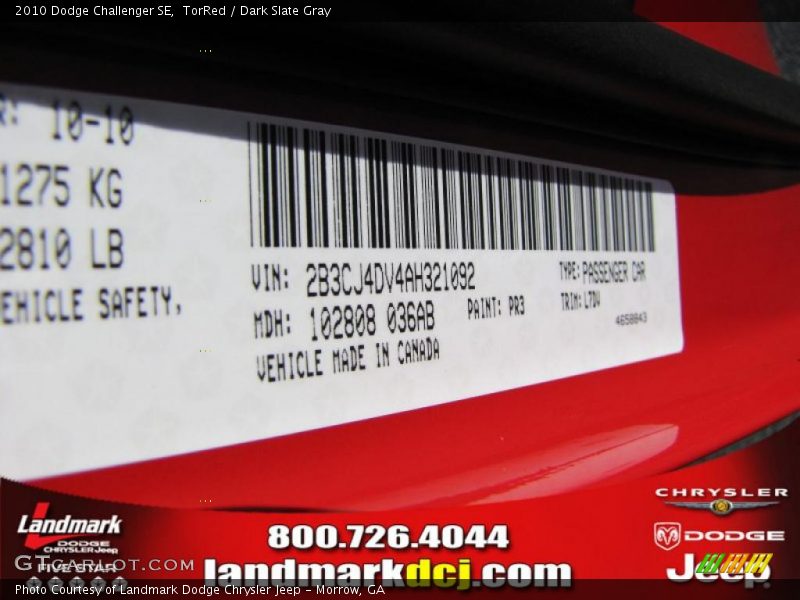 2010 Dodge Challenger SE,  TorRed / Dark Slate Gray
R: 10-10
1275 KG
2810 LB
EHICLE SAFETY,
VIN: 2B3CJ4DV4AH321092
TYPE: PASSENGER CAR
MDH: 102808 036AB
PAINT: PR3
TRIM: L7DV
4658843
VEHICLE MADE IN CANADA
Landmark
DODGE
CHRYSLER Jeep
FIVE STAR
GTCARLOT.COM
800.726.4044
landmarkdcj.com
CHRYSLER
DODGE
Jeep
Photo Courtesy of Landmark Dodge Chrysler Jeep - Morrow, GA